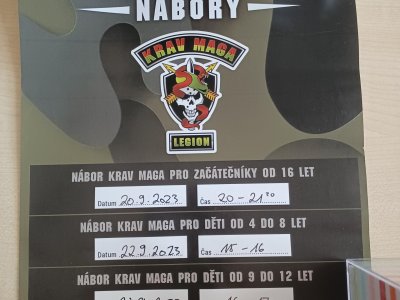 NÁBORY
KRAV MAGA
LEGION
NÁBOR KRAV MAGA PRO ZAČÁTEČNÍKY OD 16 LET
Datum 20.9.2023 Čas 20 - 21³⁰
NÁBOR KRAV MAGA PRO DĚTI OD 4 DO 8 LET
Datum 22.9.2023 Čas 15 - 16
NÁBOR KRAV MAGA PRO DĚTI OD 9 DO 12 LET